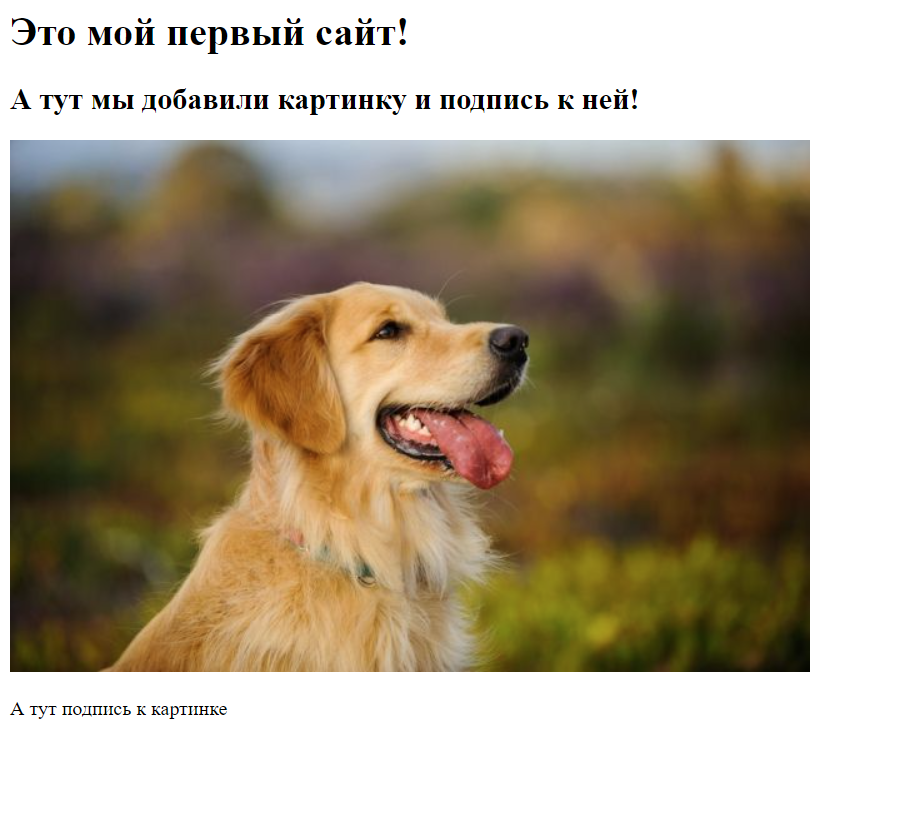 Это мой первый сайт!
А тут мы добавили картинку и подпись к ней!
А тут подпись к картинке